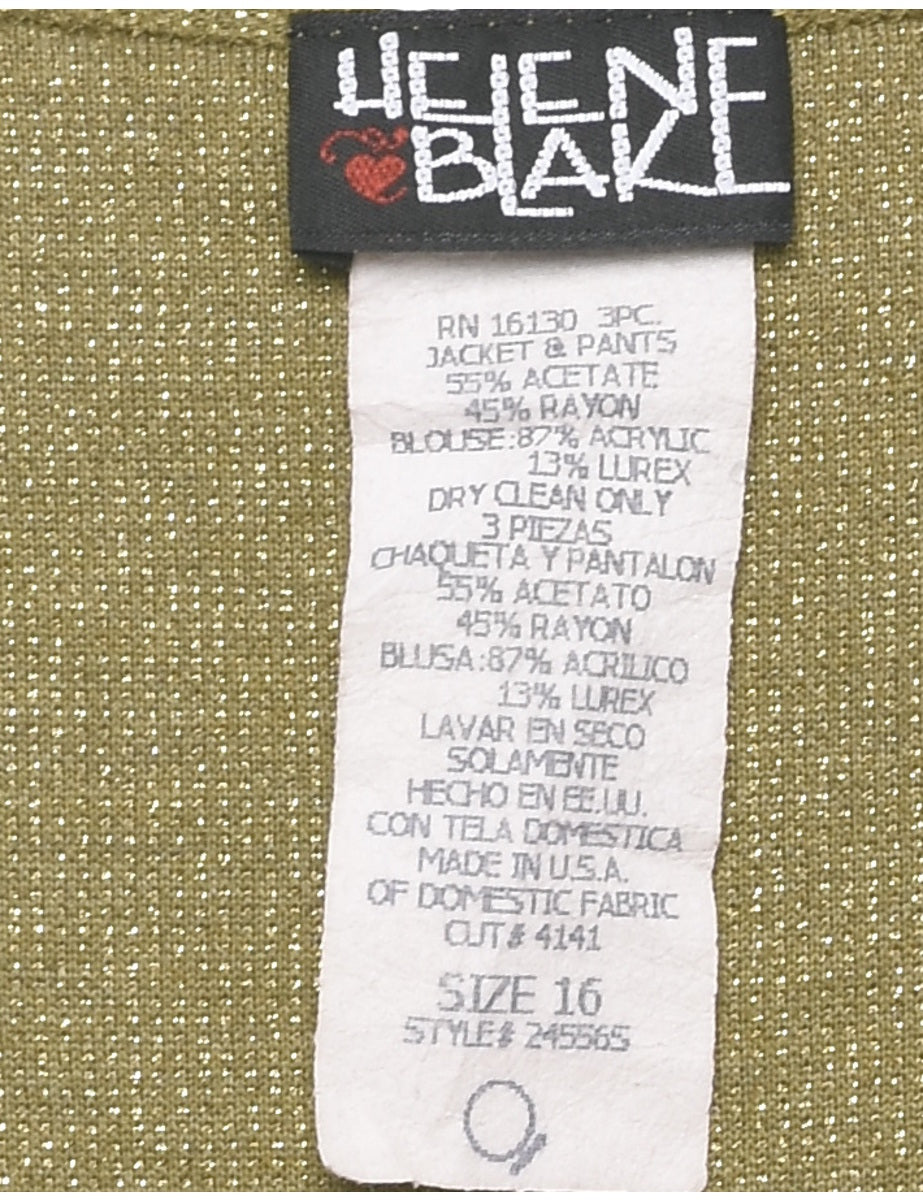 HELENE
BLAKE
RN 16130 3PC.
JACKET & PANTS
55% ACETATE
45% RAYON
BLOUSE:87% ACRYLIC
13% LUREX
DRY CLEAN ONLY
3 PIEZAS
CHAQUETA Y PANTALON
55% ACETATO
45% RAYON
BLUSA:87% ACRILICO
13% LUREX
LAVAR EN SECO
SOLAMENTE
HECHO EN EE.UU.
CON TELA DOMESTICA
MADE IN U.S.A.
OF DOMESTIC FABRIC
CUT# 4141
SIZE 16
STYLE# 245565